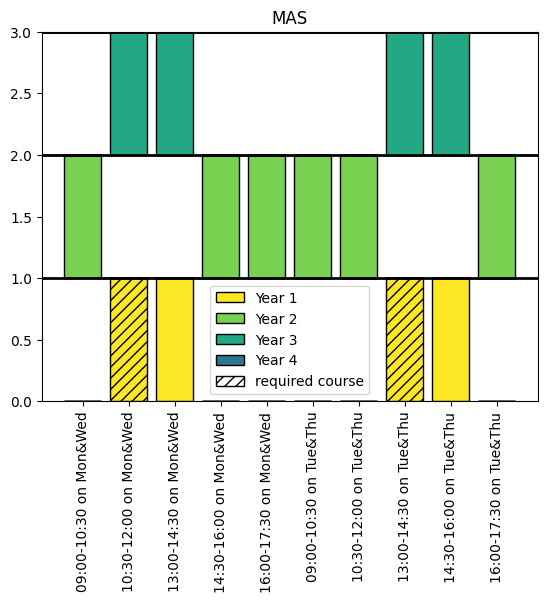 MAS
3.0
2.5
2.0
1.5
1.0
0.5
0.0
Year 1
Year 2
Year 3
Year 4
required course
09:00-10:30 on Mon&Wed
10:30-12:00 on Mon&Wed
13:00-14:30 on Mon&Wed
14:30-16:00 on Mon&Wed
16:00-17:30 on Mon&Wed
09:00-10:30 on Tue&Thu
10:30-12:00 on Tue&Thu
13:00-14:30 on Tue&Thu
14:30-16:00 on Tue&Thu
16:00-17:30 on Tue&Thu